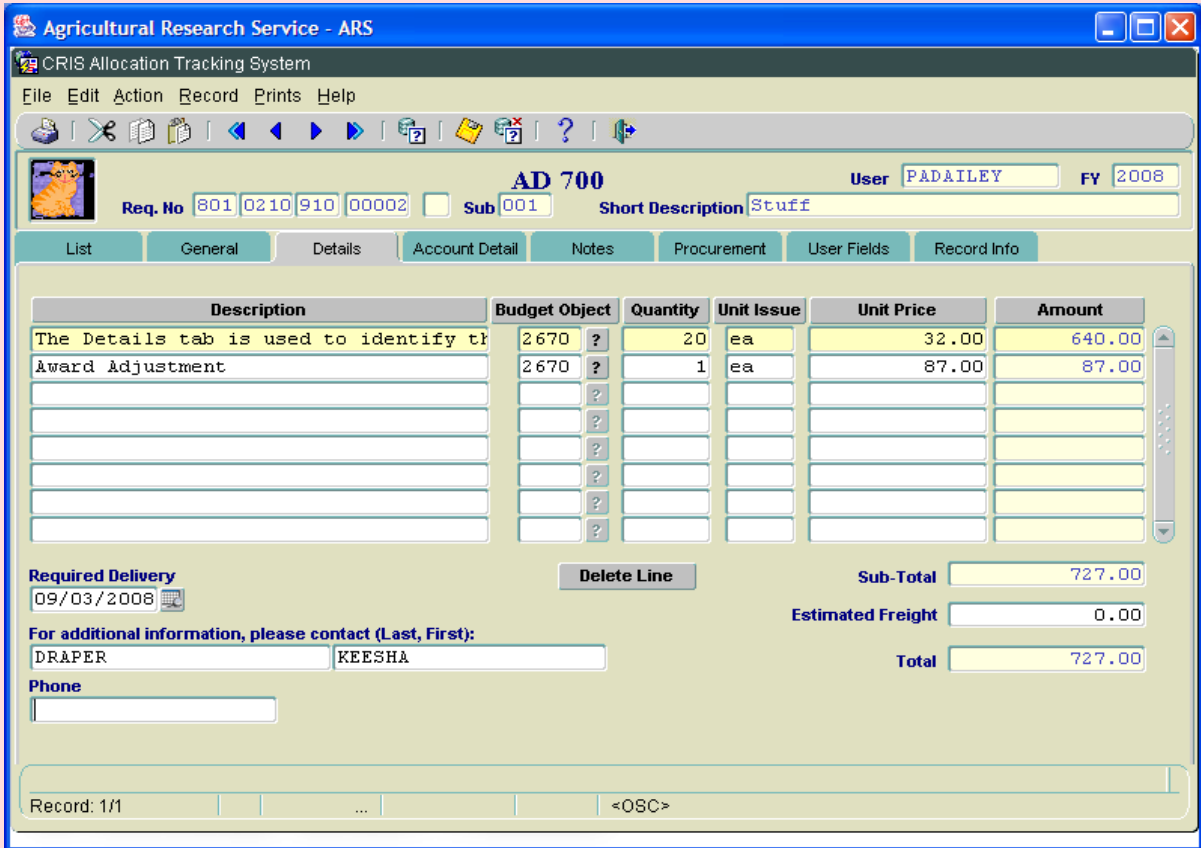 Agricultural Research Service - ARS
CRIS Allocation Tracking System
File Edit Action Record Prints Help
AD 700 User PADAILEY FY 2008
Req. No 801 0210 910 00002 Sub 001 Short Description Stuff
List General Details Account Detail Notes Procurement User Fields Record Info
Description Budget Object Quantity Unit Issue Unit Price Amount
The Details tab is used to identify th 2670 ? 20 ea 32.00 640.00
Award Adjustment 2670 ? 1 ea 87.00 87.00
?
?
?
?
?
?
Required Delivery Delete Line Sub-Total 727.00
09/03/2008
Estimated Freight 0.00
For additional information, please contact (Last, First):
DRAPER KEESHA Total 727.00
Phone
Record: 1/1 ... <OSC>